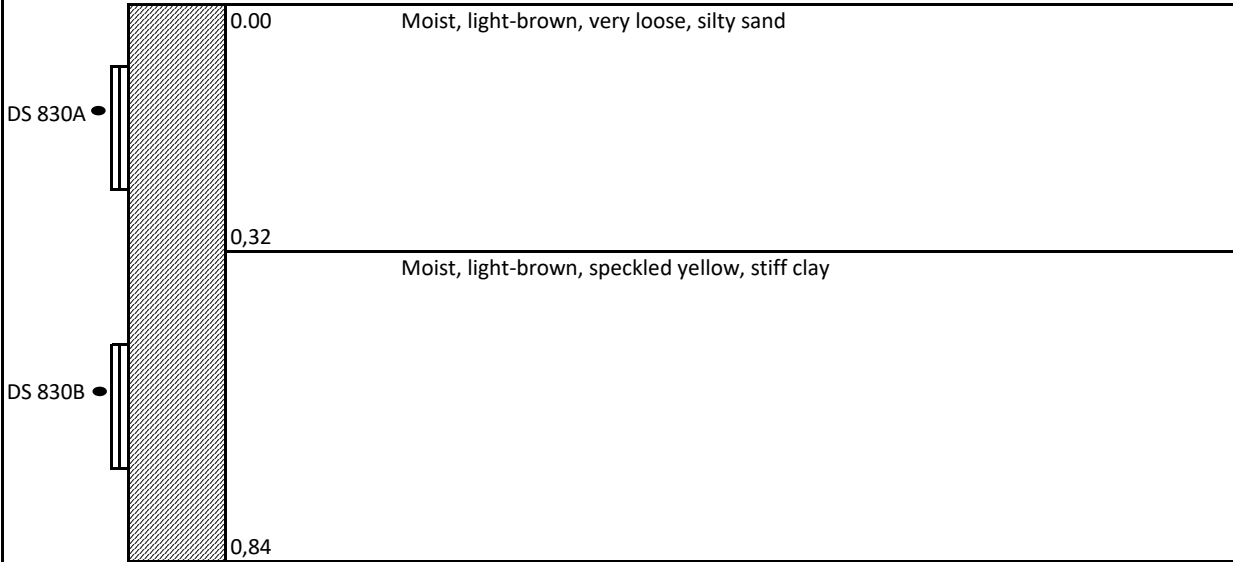 0.00 Moist, light-brown, very loose, silty sand
DS 830A
0,32
Moist, light-brown, speckled yellow, stiff clay
DS 830B
0,84